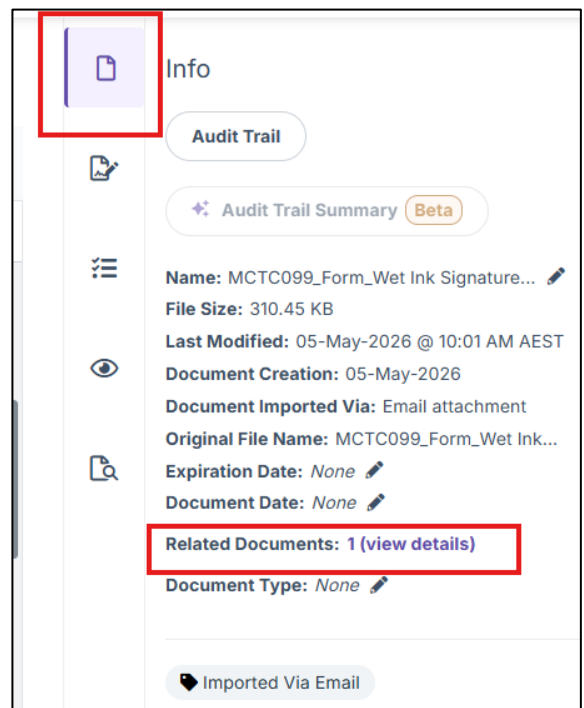 Info
Audit Trail
Audit Trail Summary Beta
Name: MCTC099_Form_Wet Ink Signature...
File Size: 310.45 KB
Last Modified: 05-May-2026 @ 10:01 AM AEST
Document Creation: 05-May-2026
Document Imported Via: Email attachment
Original File Name: MCTC099_Form_Wet Ink...
Expiration Date: None
Document Date: None
Related Documents: 1 (view details)
Document Type: None
Imported Via Email